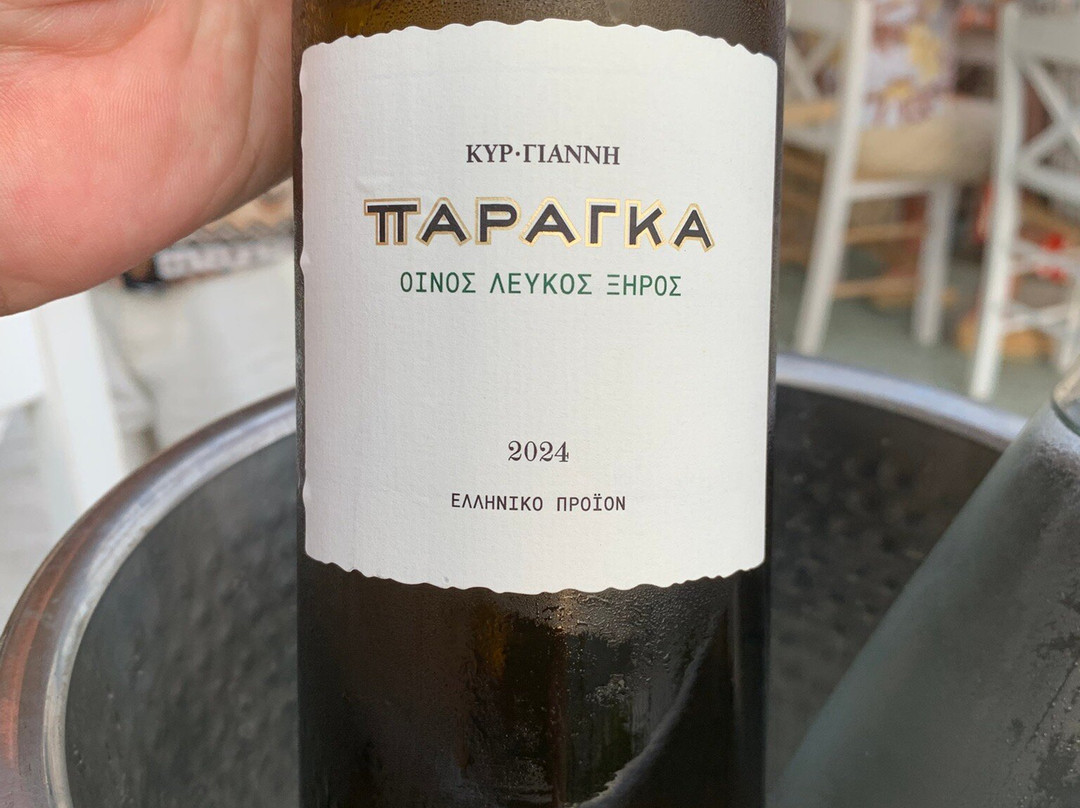 ΚΥΡ·ΓΙΑΝΝΗ
ΠΑΡΑΓΚΑ
ΟΙΝΟΣ ΛΕΥΚΟΣ ΞΗΡΟΣ
2024
ΕΛΛΗΝΙΚΟ ΠΡΟΪΟΝ